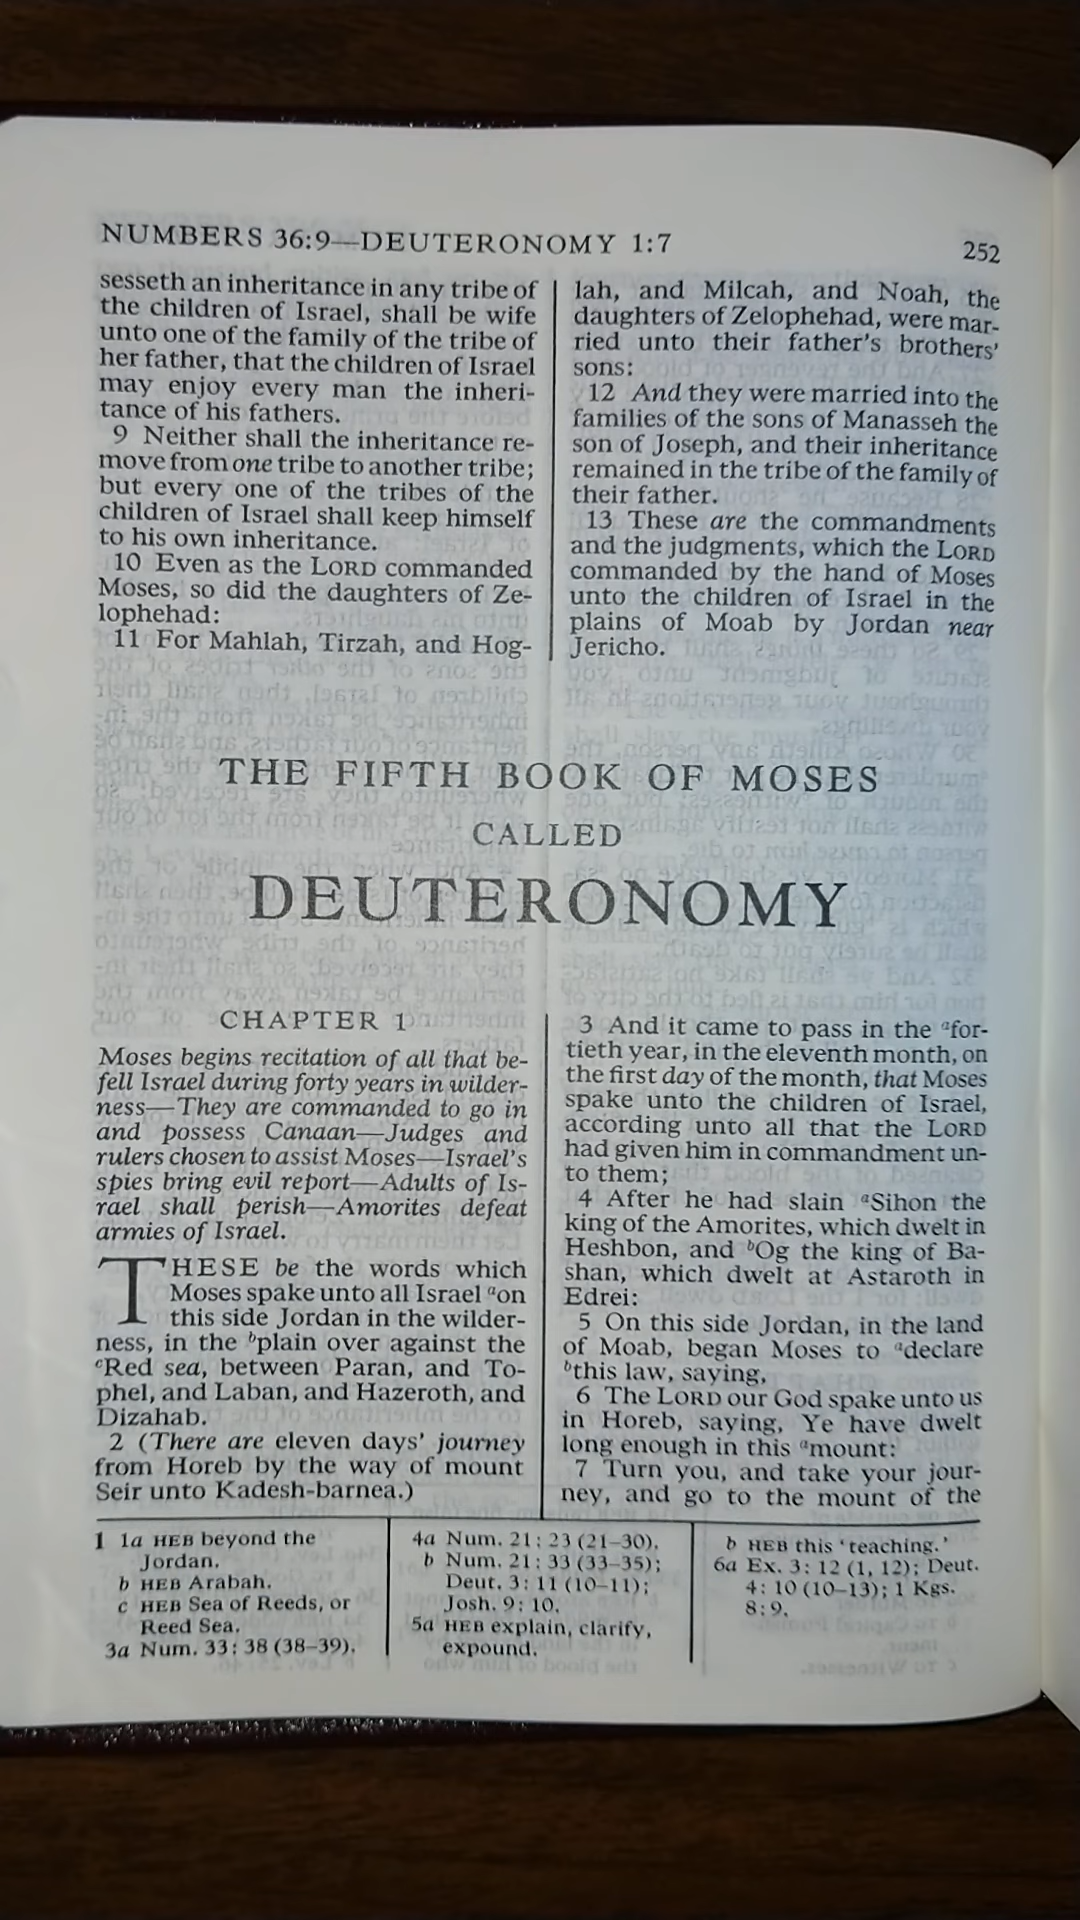 NUMBERS 36:9—DEUTERONOMY 1:7
252
sesseth an inheritance in any tribe of
the children of Israel, shall be wife
unto one of the family of the tribe of
her father, that the children of Israel
may enjoy every man the inheri-
tance of his fathers.
9 Neither shall the inheritance re-
move from one tribe to another tribe;
but every one of the tribes of the
children of Israel shall keep himself
to his own inheritance.
10 Even as the LORD commanded
Moses, so did the daughters of Ze-
lophehad:
11 For Mahlah, Tirzah, and Hog-
lah, and Milcah, and Noah, the
daughters of Zelophehad, were mar-
ried unto their father's brothers'
sons:
12 And they were married into the
families of the sons of Manasseh the
son of Joseph, and their inheritance
remained in the tribe of the family of
their father.
13 These are the commandments
and the judgments, which the LORD
commanded by the hand of Moses
unto the children of Israel in the
plains of Moab by Jordan near
Jericho.
THE FIFTH BOOK OF MOSES
CALLED
DEUTERONOMY
CHAPTER 1
Moses begins recitation of all that be-
fell Israel during forty years in wilder-
ness—They are commanded to go in
and possess Canaan—Judges and
rulers chosen to assist Moses—Israel's
spies bring evil report—Adults of Is-
rael shall perish—Amorites defeat
armies of Israel.
THESE be the words which
Moses spake unto all Israel aon
this side Jordan in the wilder-
ness, in the bplain over against the
cRed sea, between Paran, and To-
phel, and Laban, and Hazeroth, and
Dizahab.
2 (There are eleven days' journey
from Horeb by the way of mount
Seir unto Kadesh-barnea.)
3 And it came to pass in the afor-
tieth year, in the eleventh month, on
the first day of the month, that Moses
spake unto the children of Israel,
according unto all that the LORD
had given him in commandment un-
to them;
4 After he had slain aSihon the
king of the Amorites, which dwelt in
Heshbon, and bOg the king of Ba-
shan, which dwelt at Astaroth in
Edrei:
5 On this side Jordan, in the land
of Moab, began Moses to adeclare
bthis law, saying,
6 The LORD our God spake unto us
in Horeb, saying, Ye have dwelt
long enough in this amount:
7 Turn you, and take your jour-
ney, and go to the mount of the
1 1a HEB beyond the
Jordan.
b HEB Arabah.
c HEB Sea of Reeds, or
Reed Sea.
3a Num. 33: 38 (38–39).
4a Num. 21: 23 (21–30).
b Num. 21: 33 (33–35);
Deut. 3: 11 (10–11);
Josh. 9: 10.
5a HEB explain, clarify,
expound.
b HEB this 'teaching.'
6a Ex. 3: 12 (1, 12); Deut.
4: 10 (10–13); 1 Kgs.
8: 9.